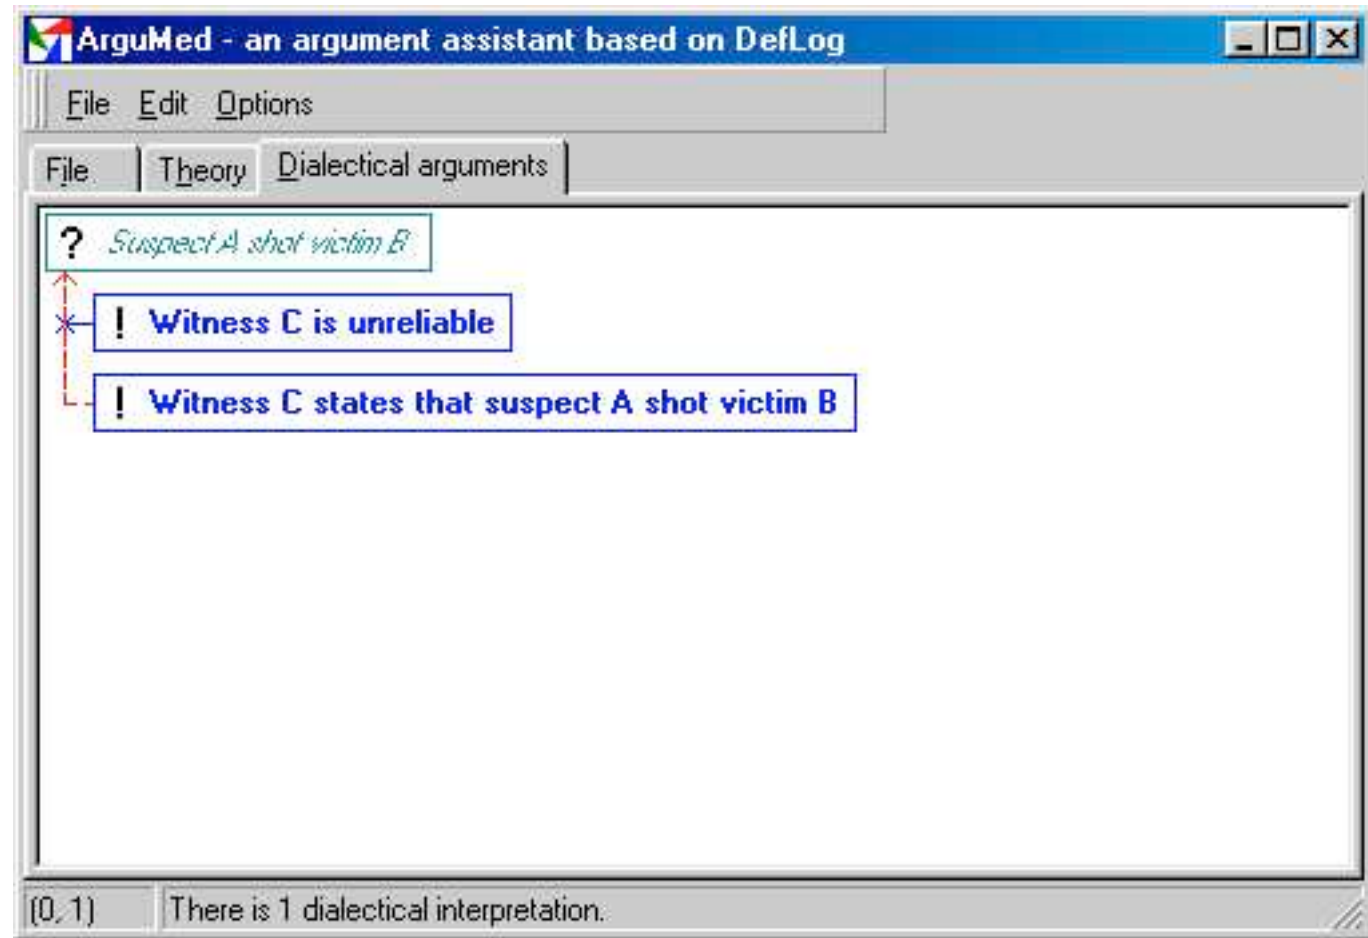 ArguMed - an argument assistant based on DefLog
File Edit Options
File Theory Dialectical arguments
? Suspect A shot victim B
! Witness C is unreliable
! Witness C states that suspect A shot victim B
(0, 1) There is 1 dialectical interpretation.